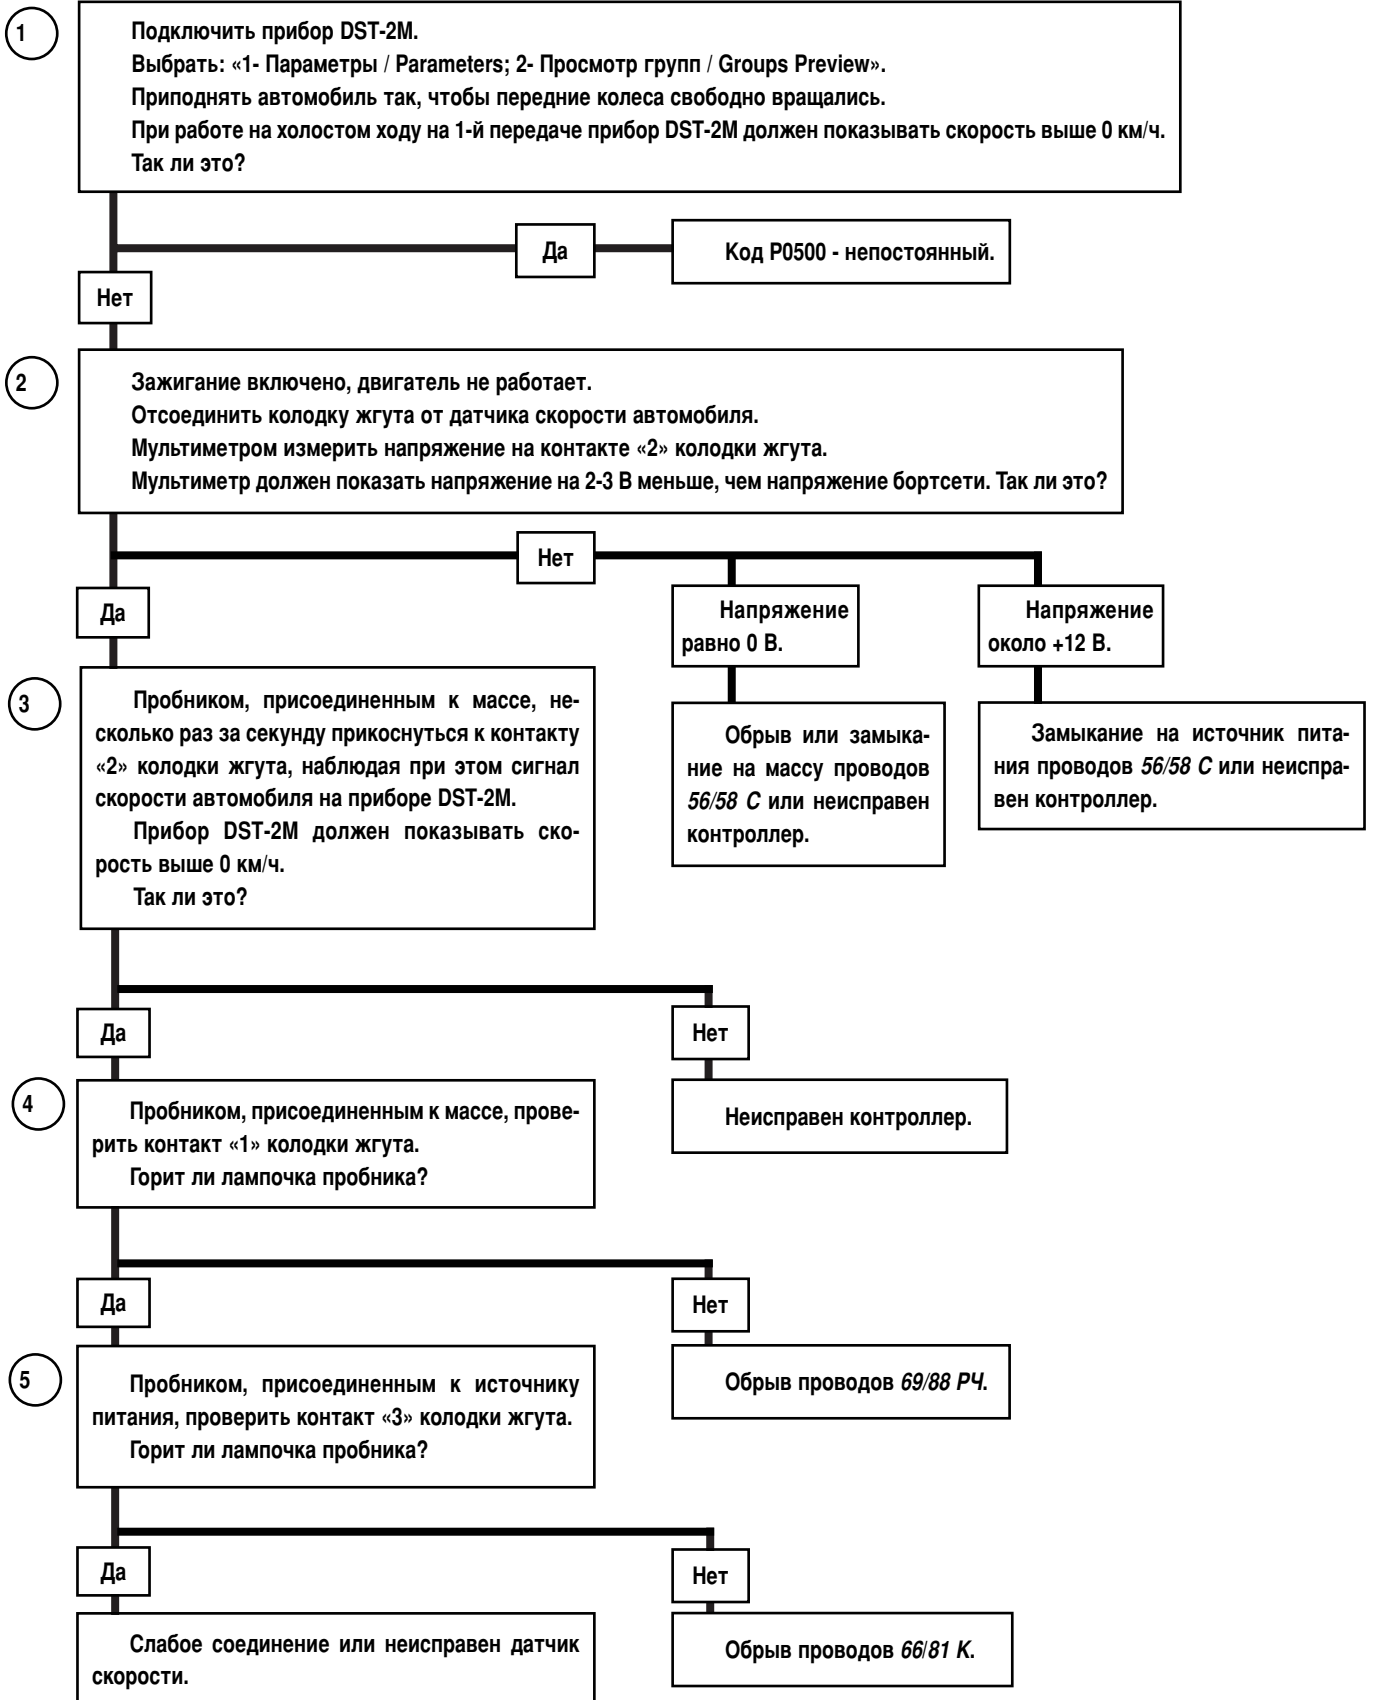 1
Подключить прибор DST-2M.
Выбрать: «1- Параметры / Parameters; 2- Просмотр групп / Groups Preview».
Приподнять автомобиль так, чтобы передние колеса свободно вращались.
При работе на холостом ходу на 1-й передаче прибор DST-2M должен показывать скорость выше 0 км/ч.
Так ли это?
Да
Код P0500 - непостоянный.
Нет
2
Зажигание включено, двигатель не работает.
Отсоединить колодку жгута от датчика скорости автомобиля.
Мультиметром измерить напряжение на контакте «2» колодки жгута.
Мультиметр должен показать напряжение на 2-3 В меньше, чем напряжение бортсети. Так ли это?
Нет
Да
Напряжение
равно 0 В.
Напряжение
около +12 В.
3
Пробником, присоединенным к массе, не-
сколько раз за секунду прикоснуться к контакту
«2» колодки жгута, наблюдая при этом сигнал
скорости автомобиля на приборе DST-2M.
Прибор DST-2M должен показывать ско-
рость выше 0 км/ч.
Так ли это?
Обрыв или замыка-
ние на массу проводов
56/58 С или неисправен
контроллер.
Замыкание на источник пита-
ния проводов 56/58 С или неиспра-
вен контроллер.
Да
Нет
4
Пробником, присоединенным к массе, прове-
рить контакт «1» колодки жгута.
Горит ли лампочка пробника?
Неисправен контроллер.
Да
Нет
5
Пробником, присоединенным к источнику
питания, проверить контакт «3» колодки жгута.
Горит ли лампочка пробника?
Обрыв проводов 69/88 РЧ.
Да
Нет
Слабое соединение или неисправен датчик
скорости.
Обрыв проводов 66/81 К.